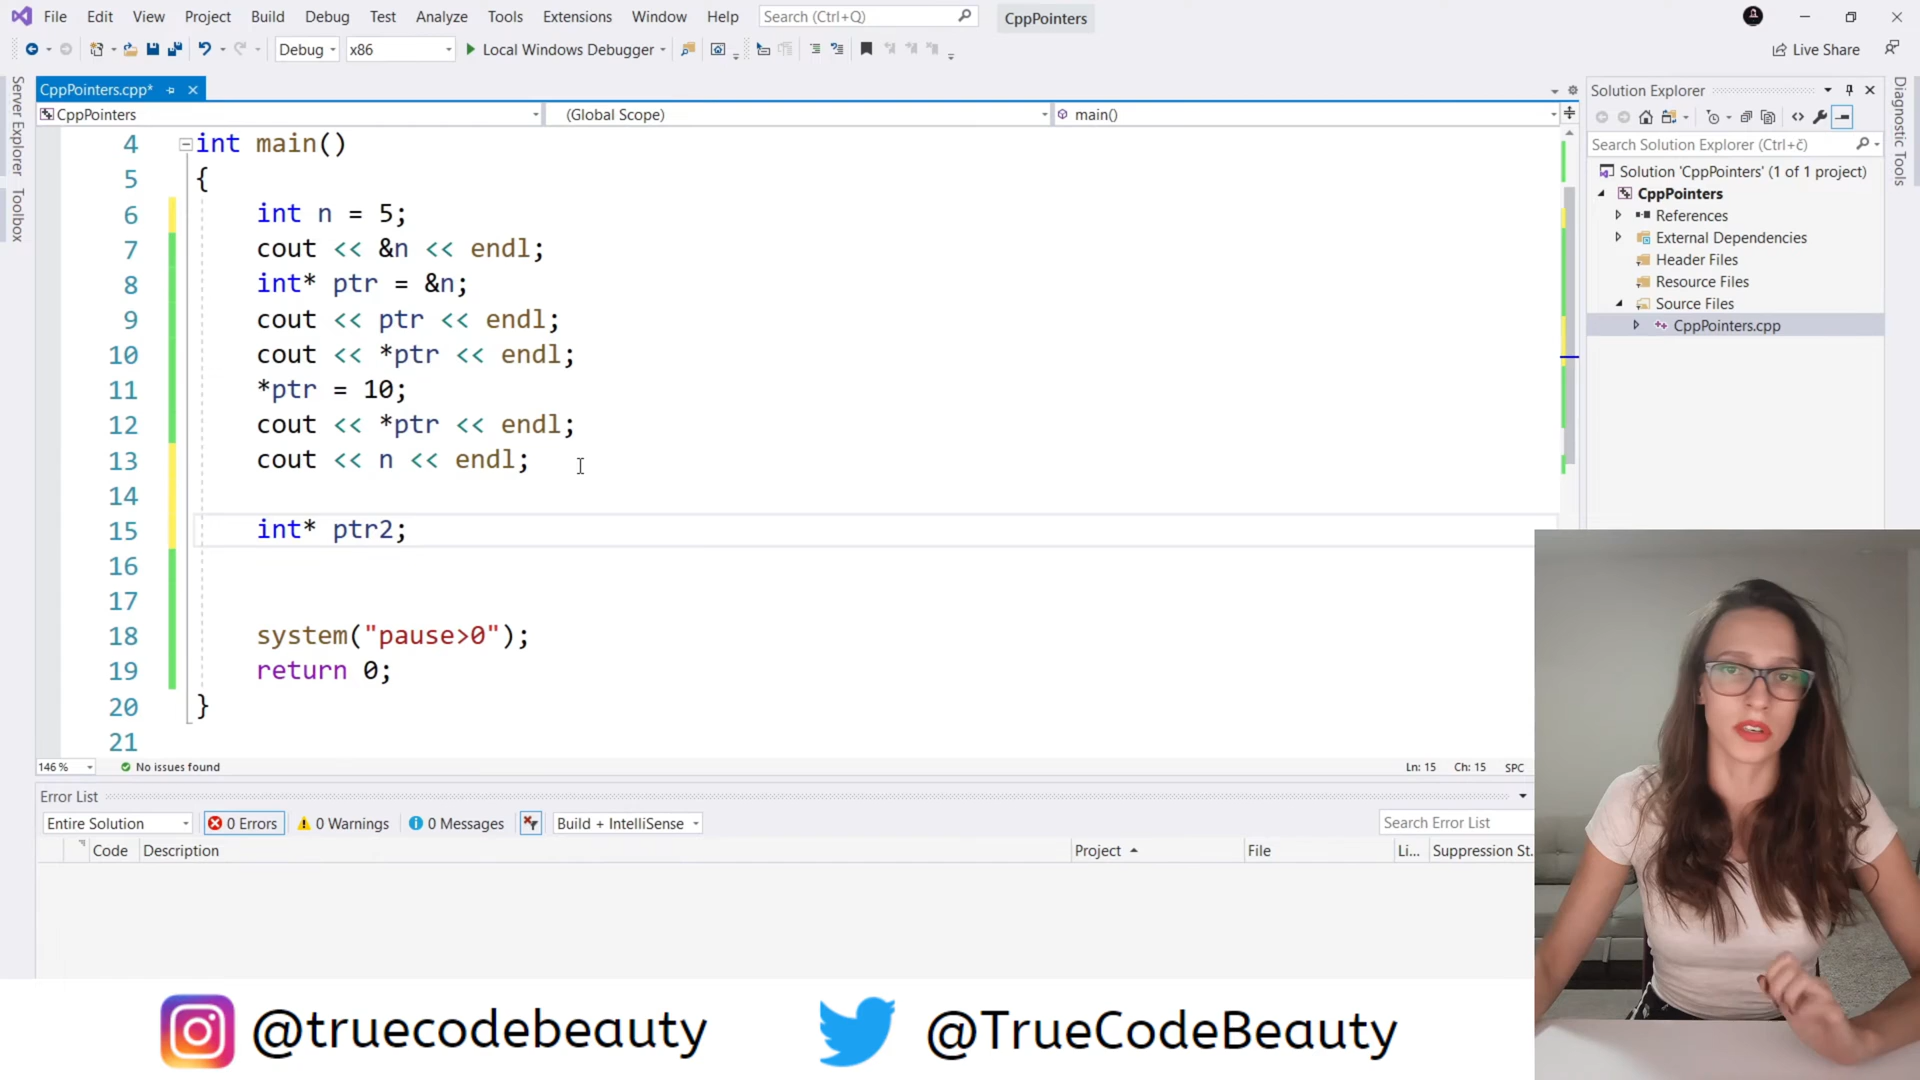 File Edit View Project Build Debug Test Analyze Tools Extensions Window Help Search (Ctrl+Q) CppPointers
Debug x86 Local Windows Debugger Live Share
CppPointers.cpp*
CppPointers (Global Scope) main()
4 int main()
5 {
6 int n = 5;
7 cout << &n << endl;
8 int* ptr = &n;
9 cout << ptr << endl;
10 cout << *ptr << endl;
11 *ptr = 10;
12 cout << *ptr << endl;
13 cout << n << endl;
14
15 int* ptr2;
16
17
18 system("pause>0");
19 return 0;
20 }
21
146 % No issues found Ln: 15 Ch: 15 SPC
Error List
Entire Solution 0 Errors 0 Warnings 0 Messages Build + IntelliSense Search Error List
Code Description Project File Li... Suppression St.
Server Explorer
Toolbox
Solution Explorer
Search Solution Explorer (Ctrl+č)
Solution 'CppPointers' (1 of 1 project)
CppPointers
References
External Dependencies
Header Files
Resource Files
Source Files
CppPointers.cpp
Diagnostic Tools
@truecodebeauty @TrueCodeBeauty